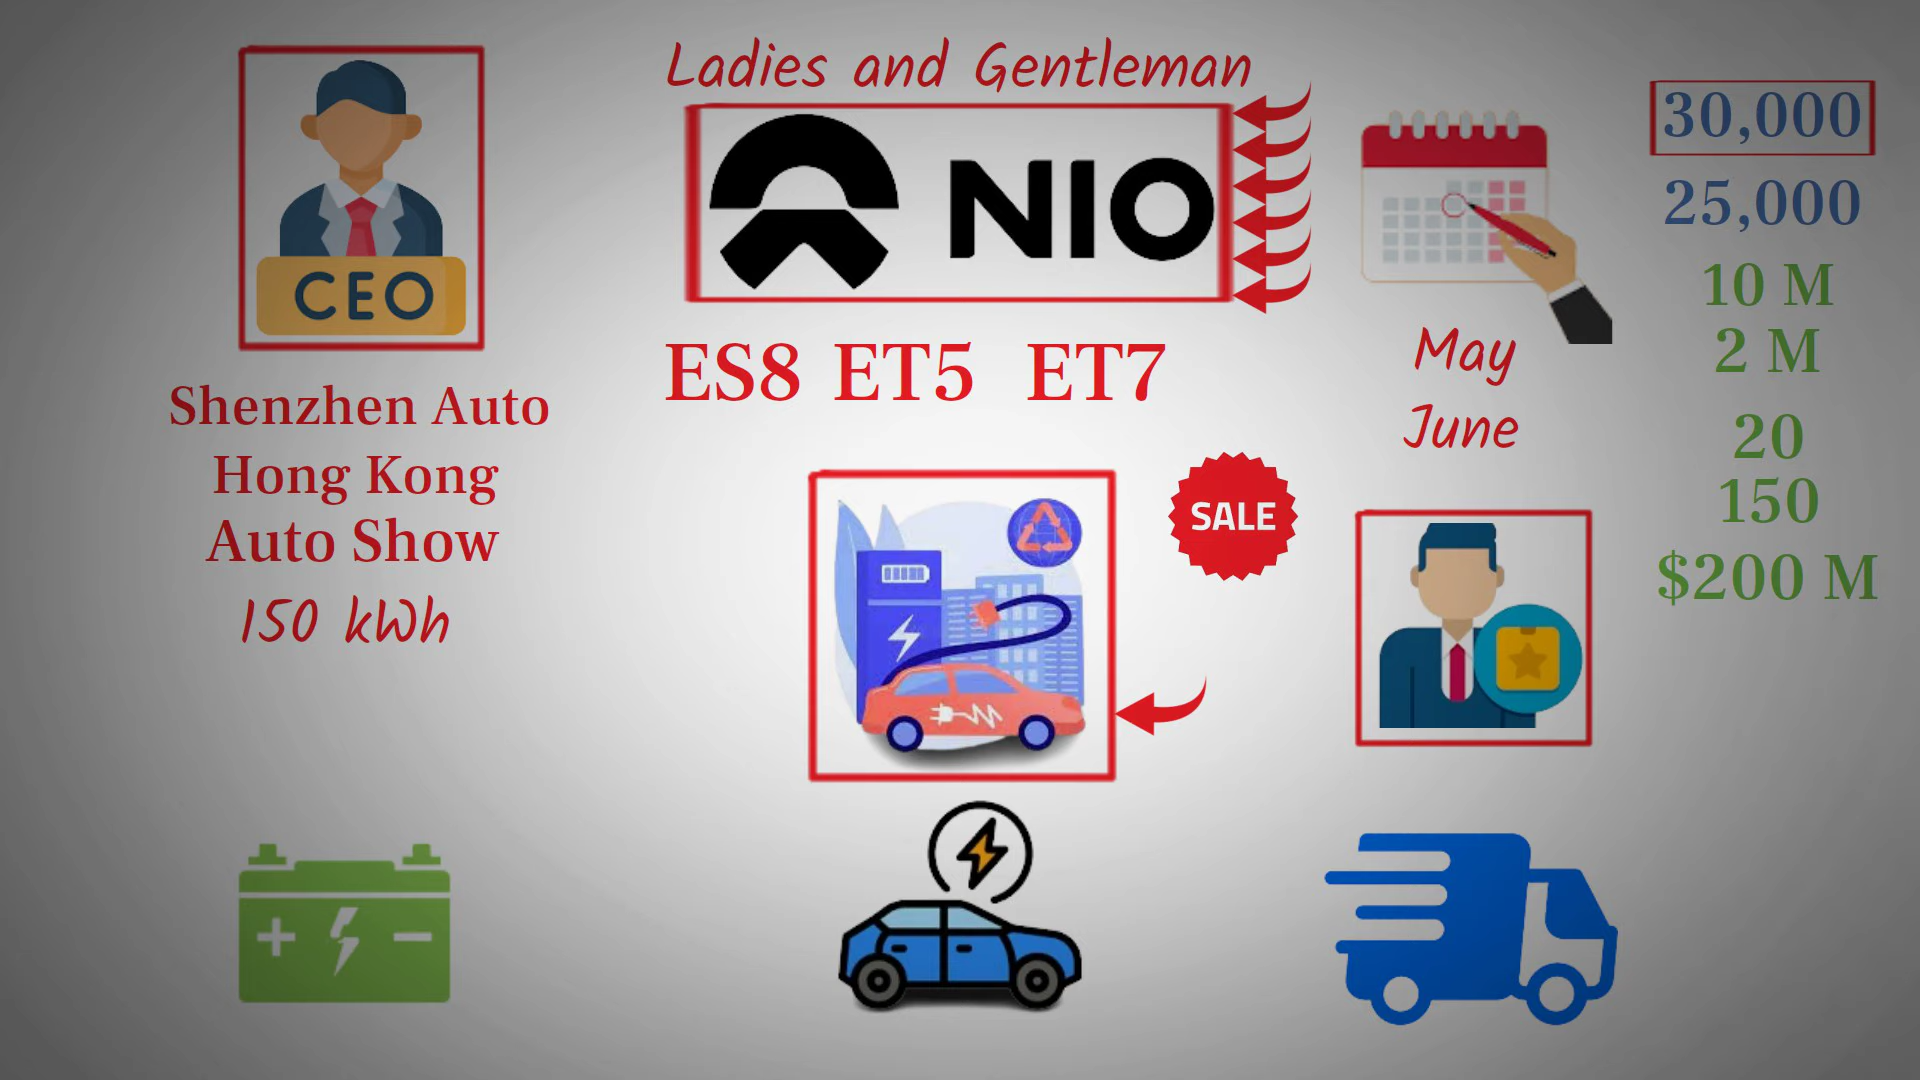 Ladies and Gentleman
NIO
ES8 ET5 ET7
CEO
Shenzhen Auto
Hong Kong
Auto Show
150 kWh
SALE
May
June
30,000
25,000
10 M
2 M
20
150
$200 M